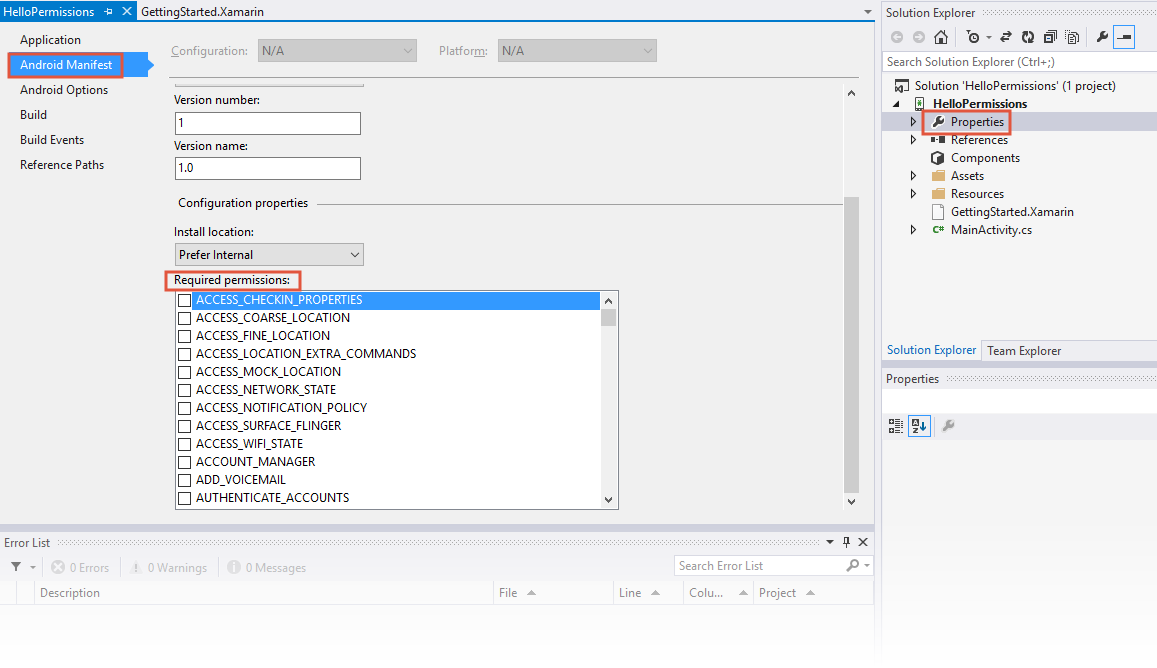 HelloPermissions
GettingStarted.Xamarin
Application
Android Manifest
Android Options
Build
Build Events
Reference Paths
Configuration: N/A Platform: N/A
Version number:
1
Version name:
1.0
Configuration properties
Install location:
Prefer Internal
Required permissions:
ACCESS_CHECKIN_PROPERTIES
ACCESS_COARSE_LOCATION
ACCESS_FINE_LOCATION
ACCESS_LOCATION_EXTRA_COMMANDS
ACCESS_MOCK_LOCATION
ACCESS_NETWORK_STATE
ACCESS_NOTIFICATION_POLICY
ACCESS_SURFACE_FLINGER
ACCESS_WIFI_STATE
ACCOUNT_MANAGER
ADD_VOICEMAIL
AUTHENTICATE_ACCOUNTS
Error List
0 Errors 0 Warnings 0 Messages
Search Error List
Description File Line Colu... Project
Solution Explorer
Search Solution Explorer (Ctrl+;)
Solution 'HelloPermissions' (1 project)
HelloPermissions
Properties
References
Components
Assets
Resources
GettingStarted.Xamarin
C# MainActivity.cs
Solution Explorer Team Explorer
Properties